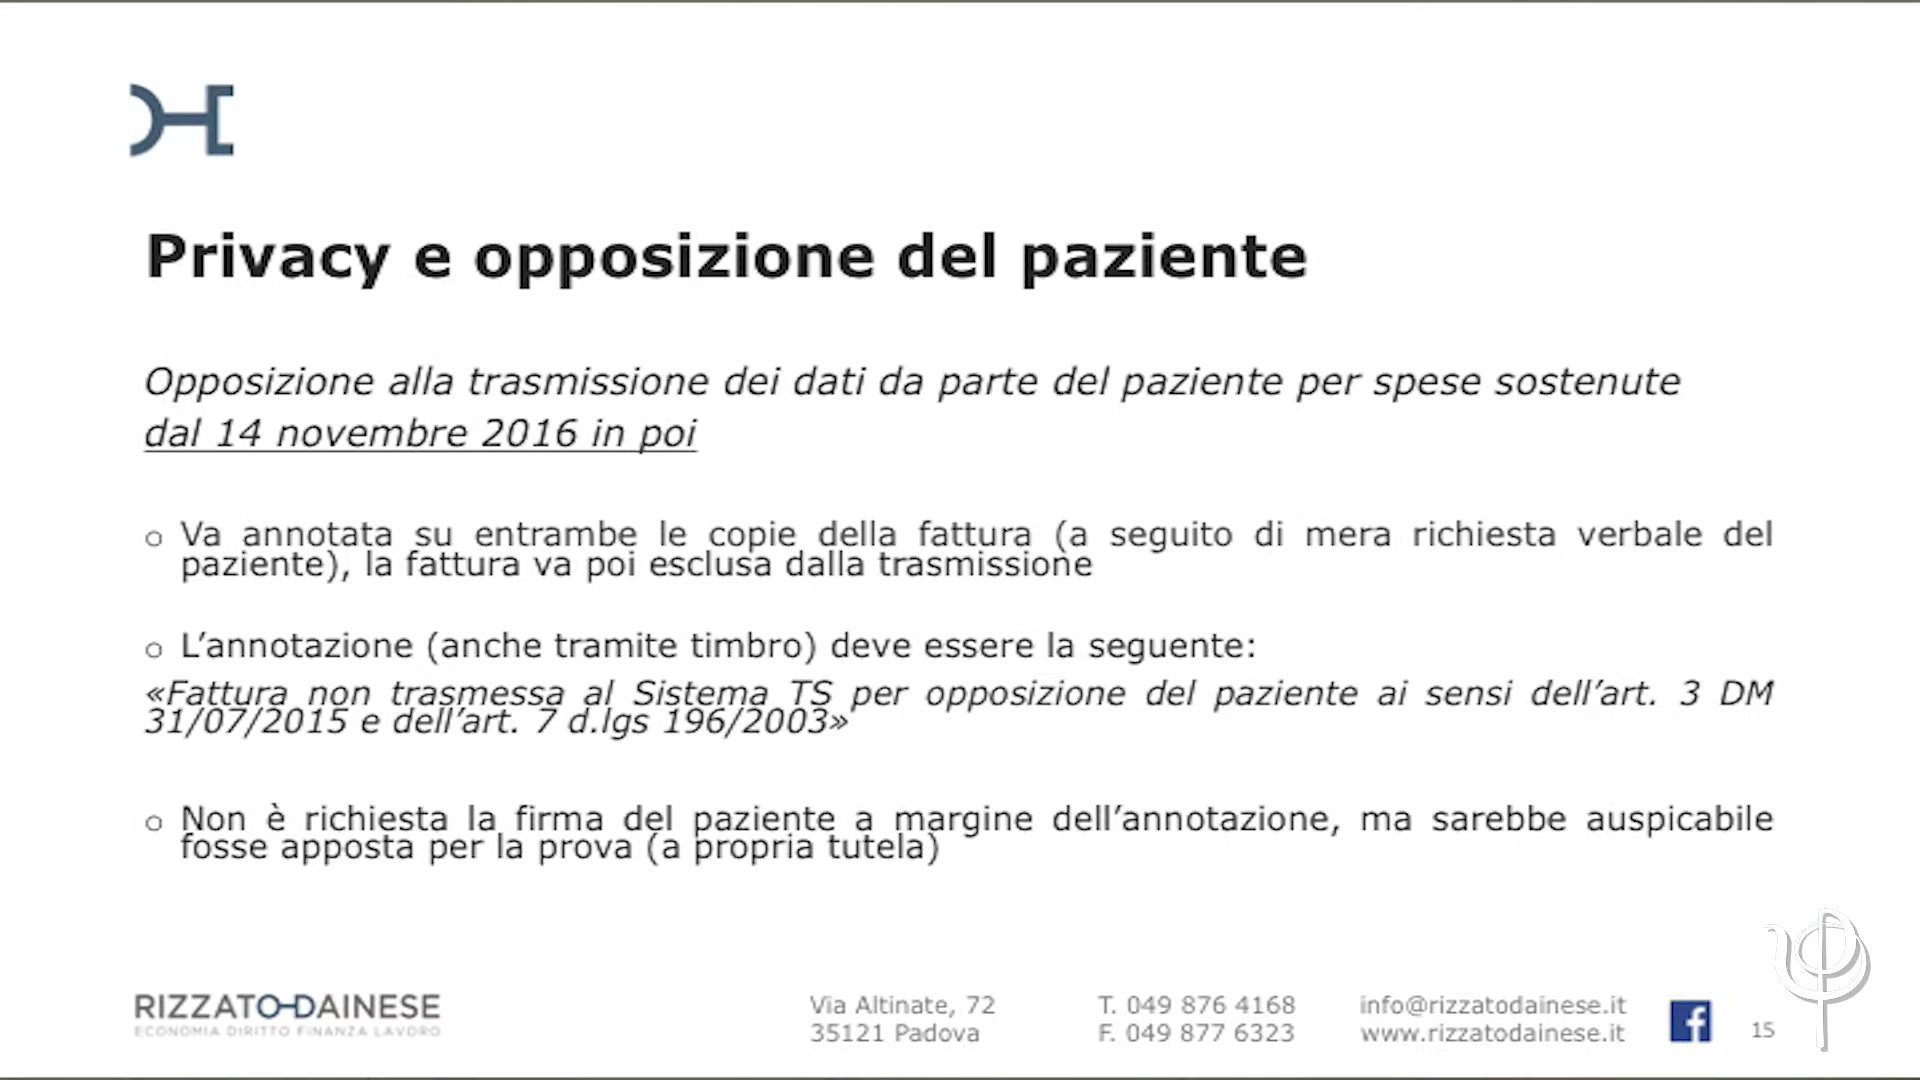 Privacy e opposizione del paziente
Opposizione alla trasmissione dei dati da parte del paziente per spese sostenute
dal 14 novembre 2016 in poi
o Va annotata su entrambe le copie della fattura (a seguito di mera richiesta verbale del
paziente), la fattura va poi esclusa dalla trasmissione
o L’annotazione (anche tramite timbro) deve essere la seguente:
«Fattura non trasmessa al Sistema TS per opposizione del paziente ai sensi dell’art. 3 DM
31/07/2015 e dell’art. 7 d.lgs 196/2003»
o Non è richiesta la firma del paziente a margine dell’annotazione, ma sarebbe auspicabile
fosse apposta per la prova (a propria tutela)
RIZZATO-DAINESE
ECONOMIA DIRITTO FINANZA LAVORO
Via Altinate, 72
35121 Padova
T. 049 876 4168
F. 049 877 6323
info@rizzatodainese.it
www.rizzatodainese.it
15